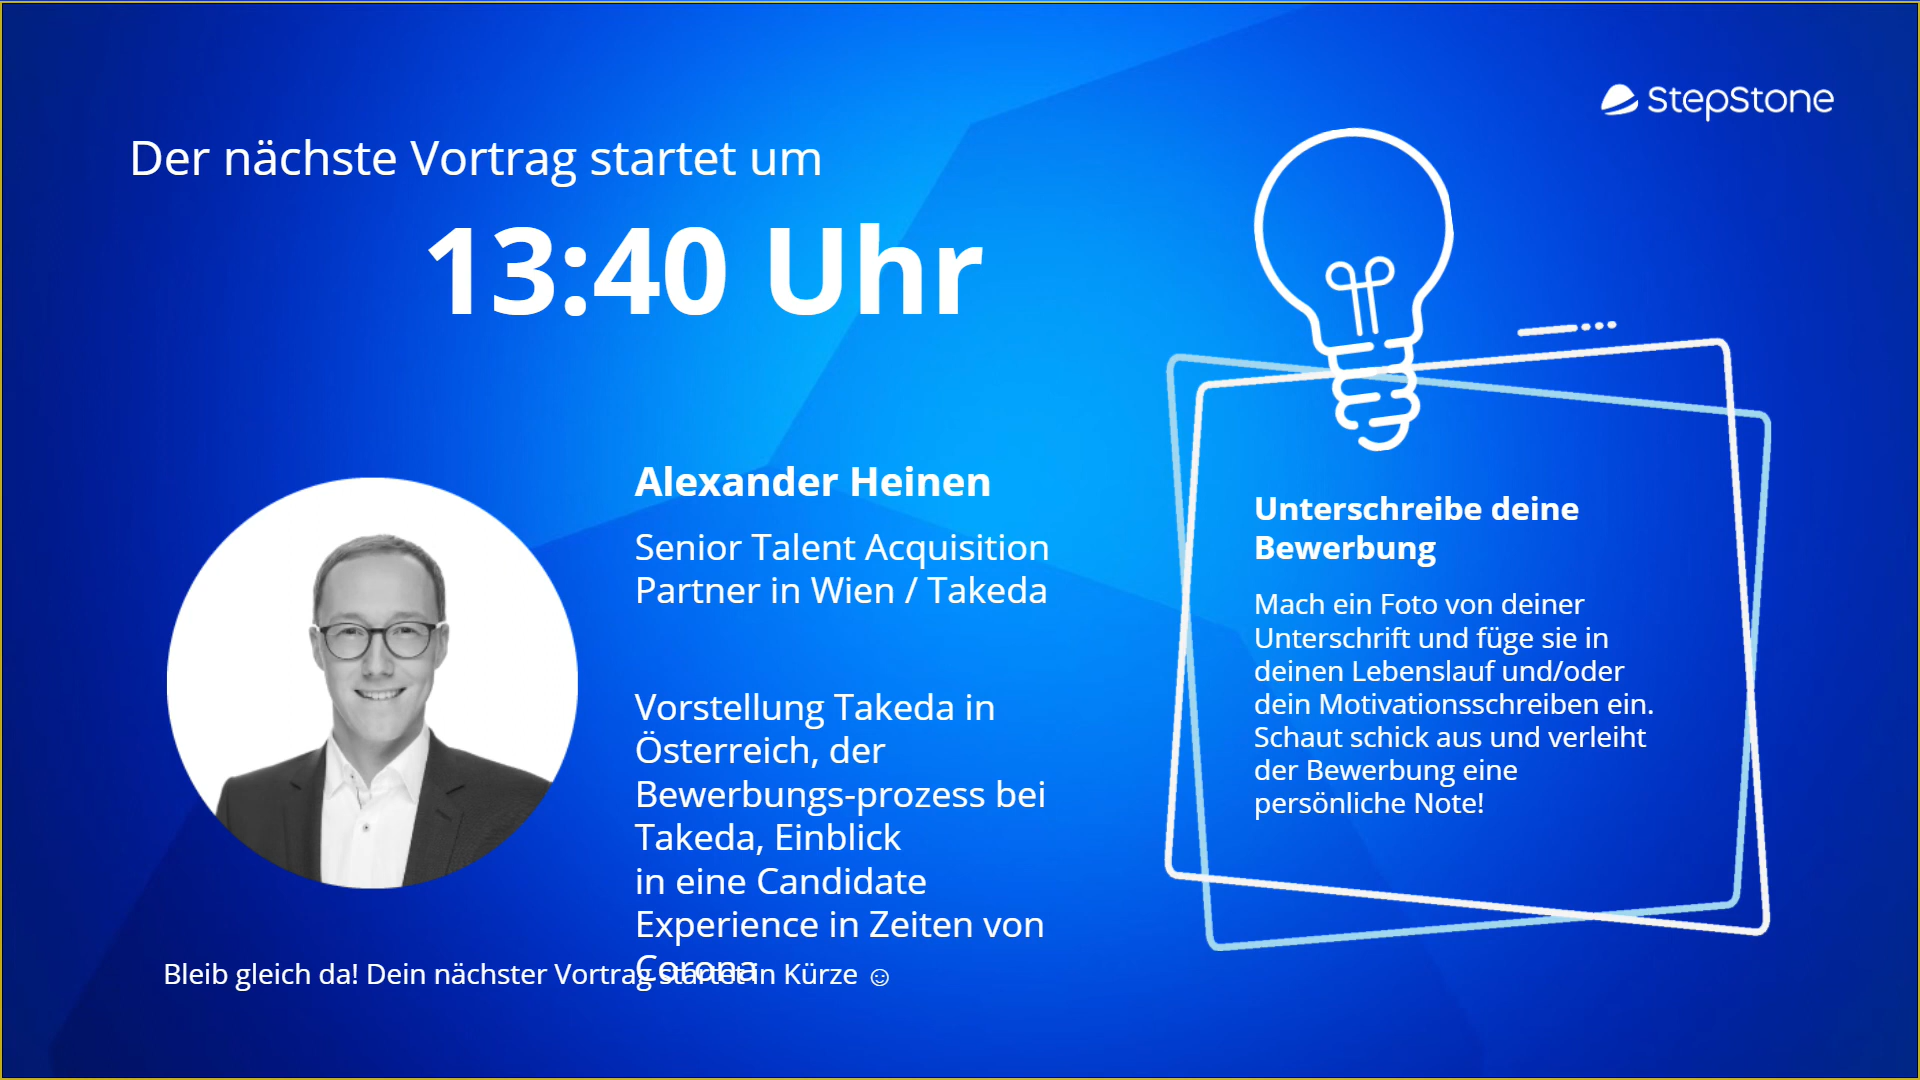 StepStone
Der nächste Vortrag startet um
13:40 Uhr
Alexander Heinen
Senior Talent Acquisition
Partner in Wien / Takeda
Vorstellung Takeda in
Österreich, der
Bewerbungs-prozess bei
Takeda, Einblick
in eine Candidate
Experience in Zeiten von
Corona
Bleib gleich da! Dein nächster Vortrag startet in Kürze ☺
Unterschreibe deine
Bewerbung
Mach ein Foto von deiner
Unterschrift und füge sie in
deinen Lebenslauf und/oder
dein Motivationsschreiben ein.
Schaut schick aus und verleiht
der Bewerbung eine
persönliche Note!